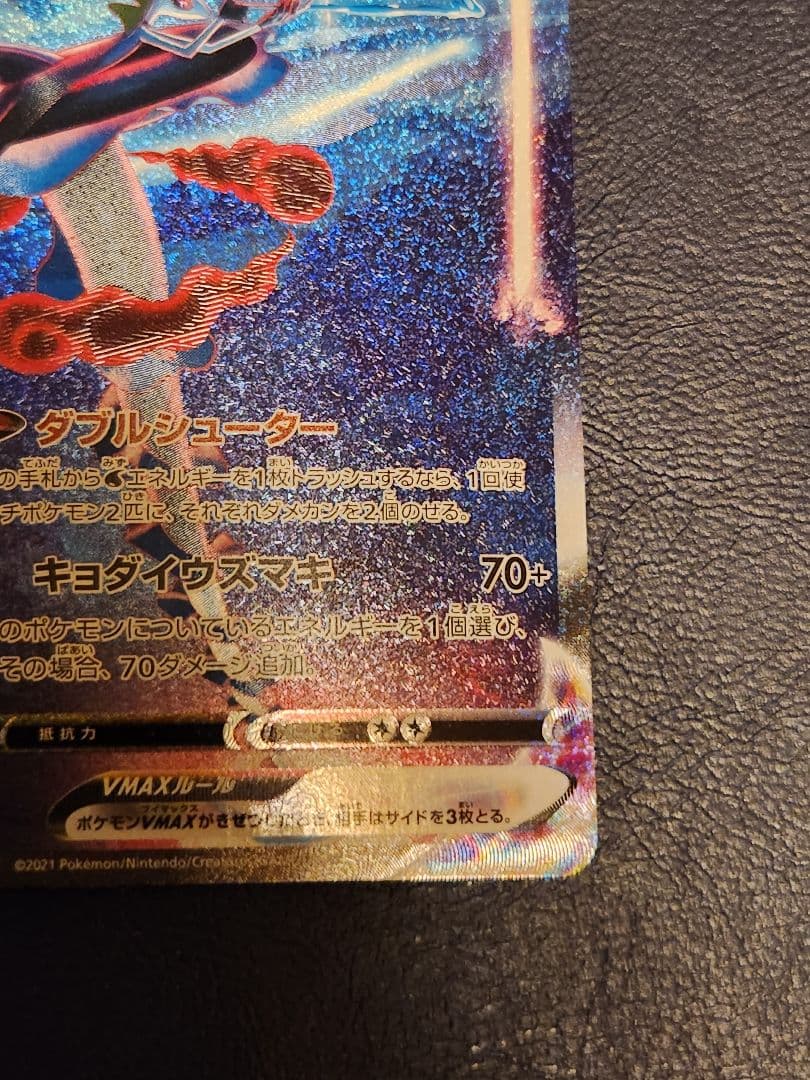 ダブルシューター
の手札からエネルギーを1枚トラッシュするなら、1回使
チポケモン2匹に、それぞれダメカンを2個のせる。
キョダイウズマキ 70+
のポケモンについているエネルギーを1個選び、
その場合、70ダメージ追加。
抵抗力 にげる
VMAXルール
ポケモンVMAXがきぜつしたとき、相手はサイドを3枚とる。
©2021 Pokémon/Nintendo/Creatures